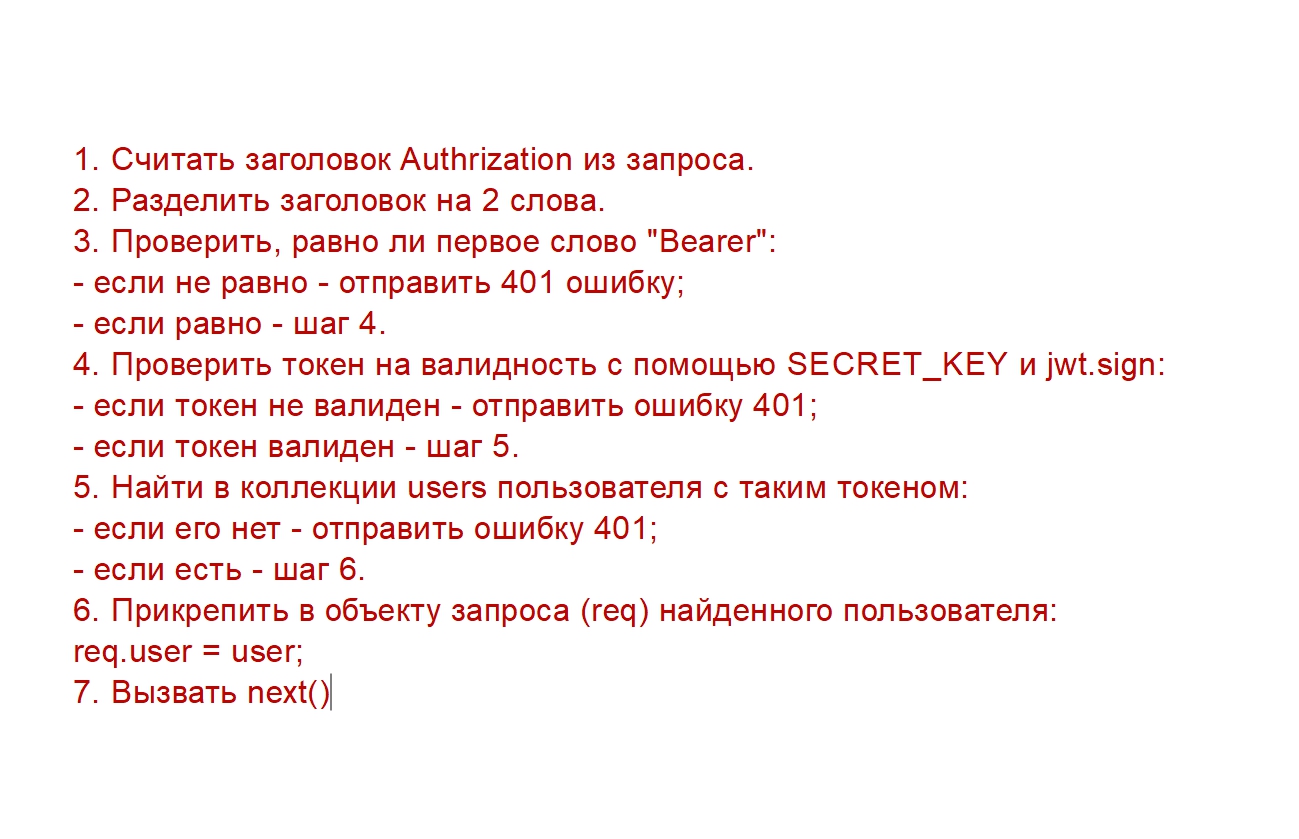 1. Считать заголовок Authrization из запроса.
2. Разделить заголовок на 2 слова.
3. Проверить, равно ли первое слово "Bearer":
- если не равно - отправить 401 ошибку;
- если равно - шаг 4.
4. Проверить токен на валидность с помощью SECRET_KEY и jwt.sign:
- если токен не валиден - отправить ошибку 401;
- если токен валиден - шаг 5.
5. Найти в коллекции users пользователя с таким токеном:
- если его нет - отправить ошибку 401;
- если есть - шаг 6.
6. Прикрепить в объекту запроса (req) найденного пользователя:
req.user = user;
7. Вызвать next()